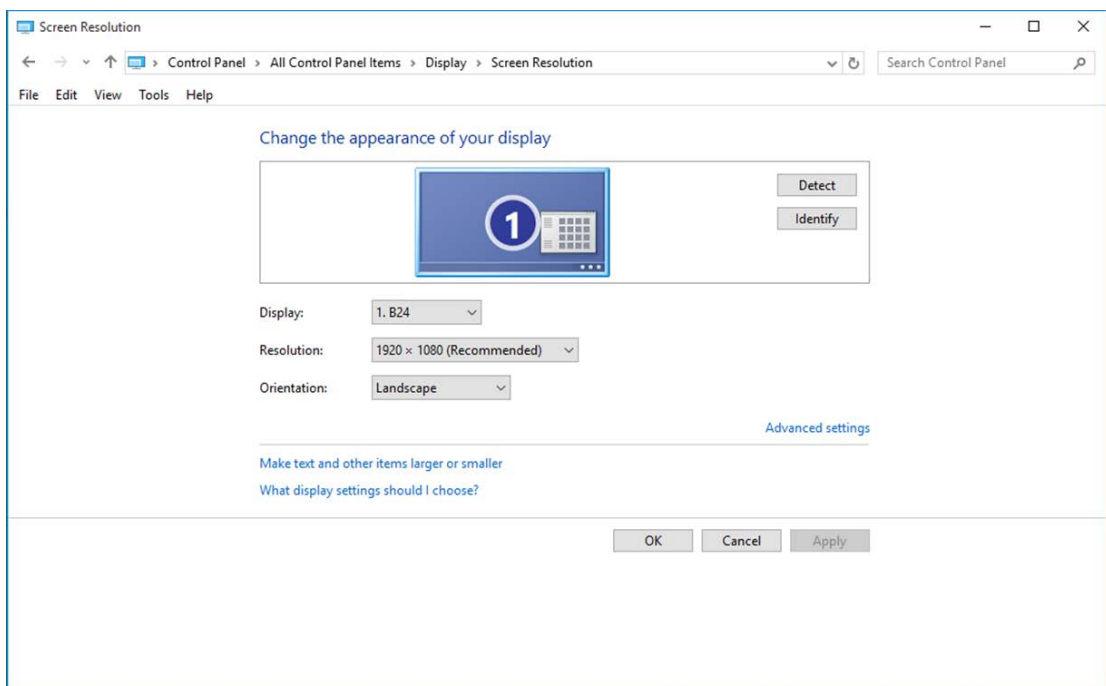 Screen Resolution
Control Panel > All Control Panel Items > Display > Screen Resolution
Search Control Panel
File Edit View Tools Help
Change the appearance of your display
1
Detect
Identify
Display: 1. B24
Resolution: 1920 × 1080 (Recommended)
Orientation: Landscape
Advanced settings
Make text and other items larger or smaller
What display settings should I choose?
OK Cancel Apply